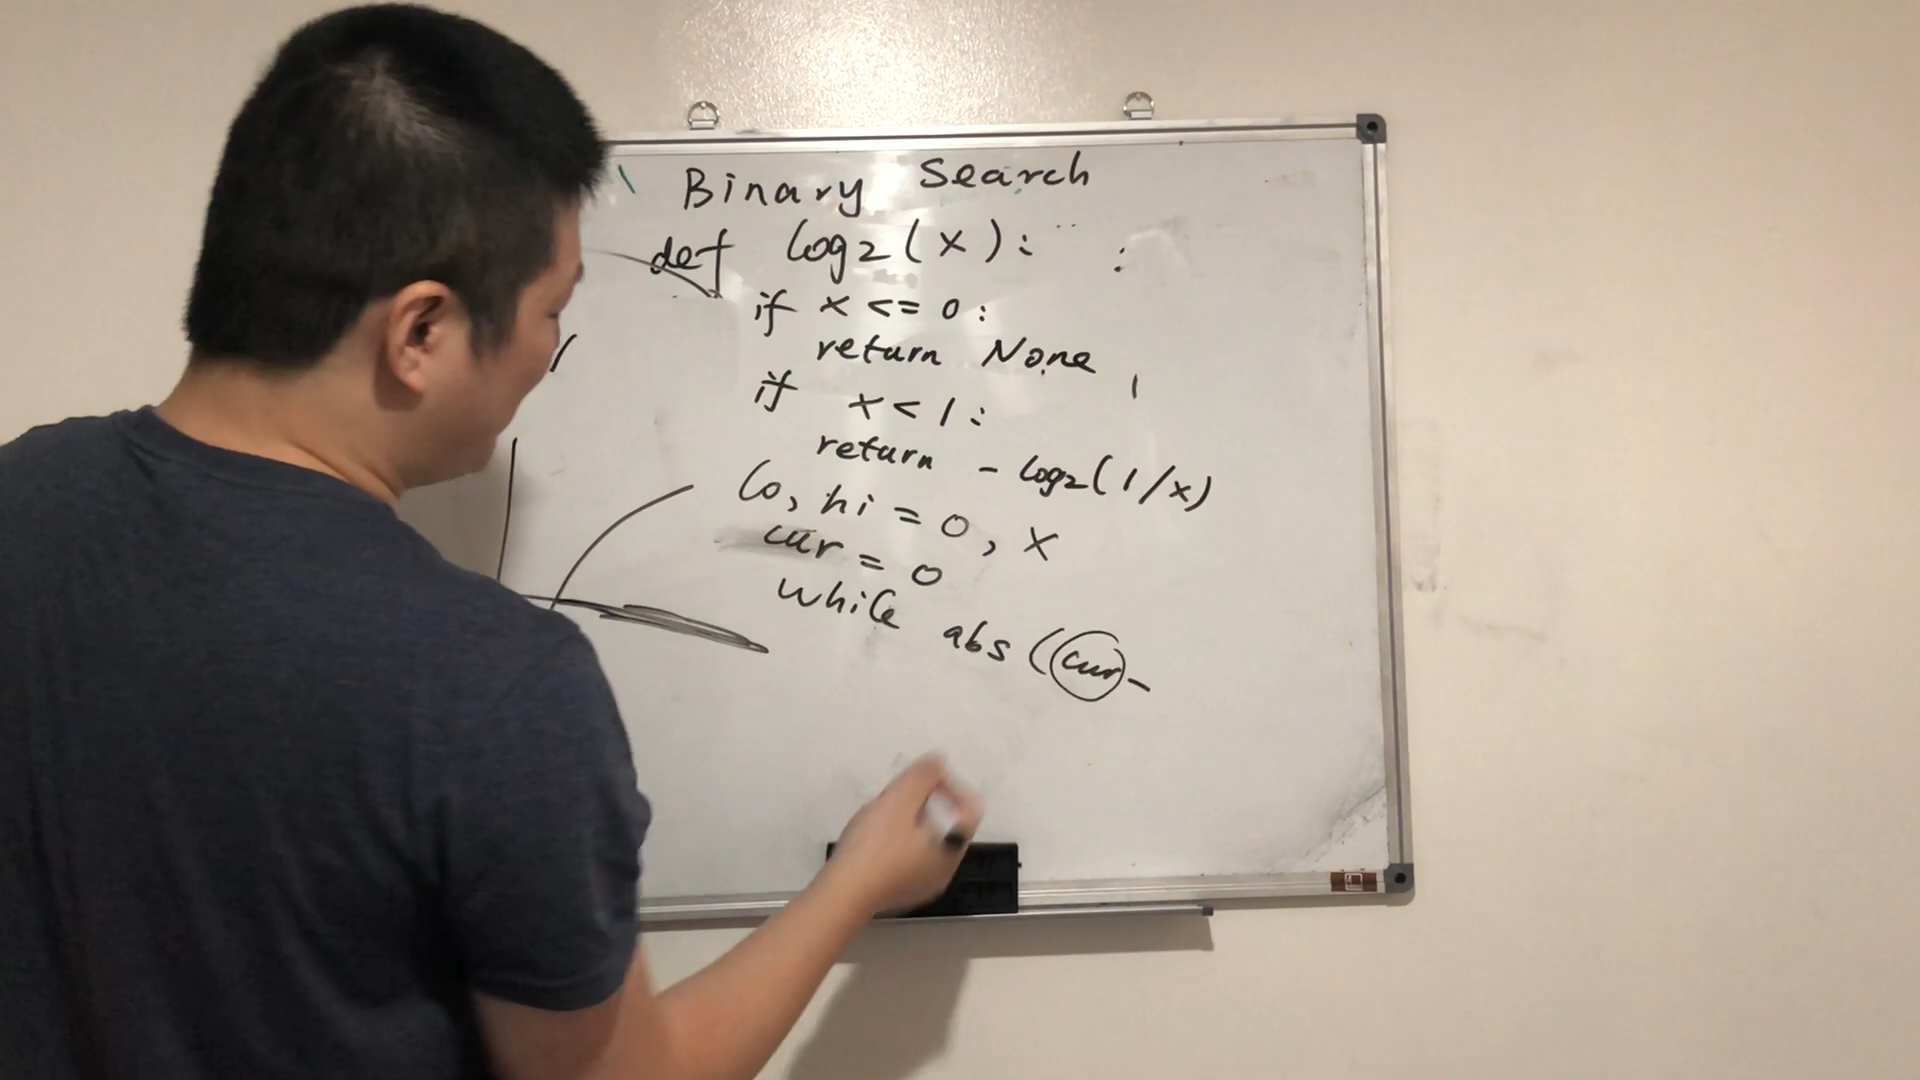 Binary Search
def log2(x):
if x <= 0:
return None
if x < 1:
return - log2(1/x)
lo, hi = 0, x
cur = 0
while abs((cur -